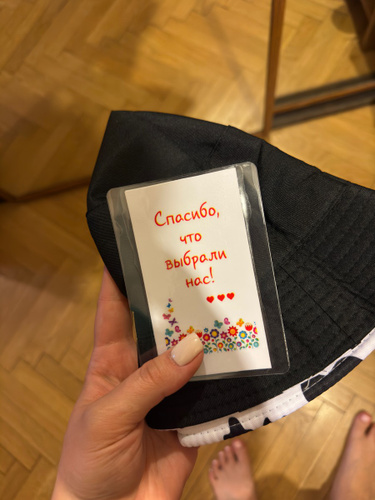 Спасибо,
что
выбрали
нас!